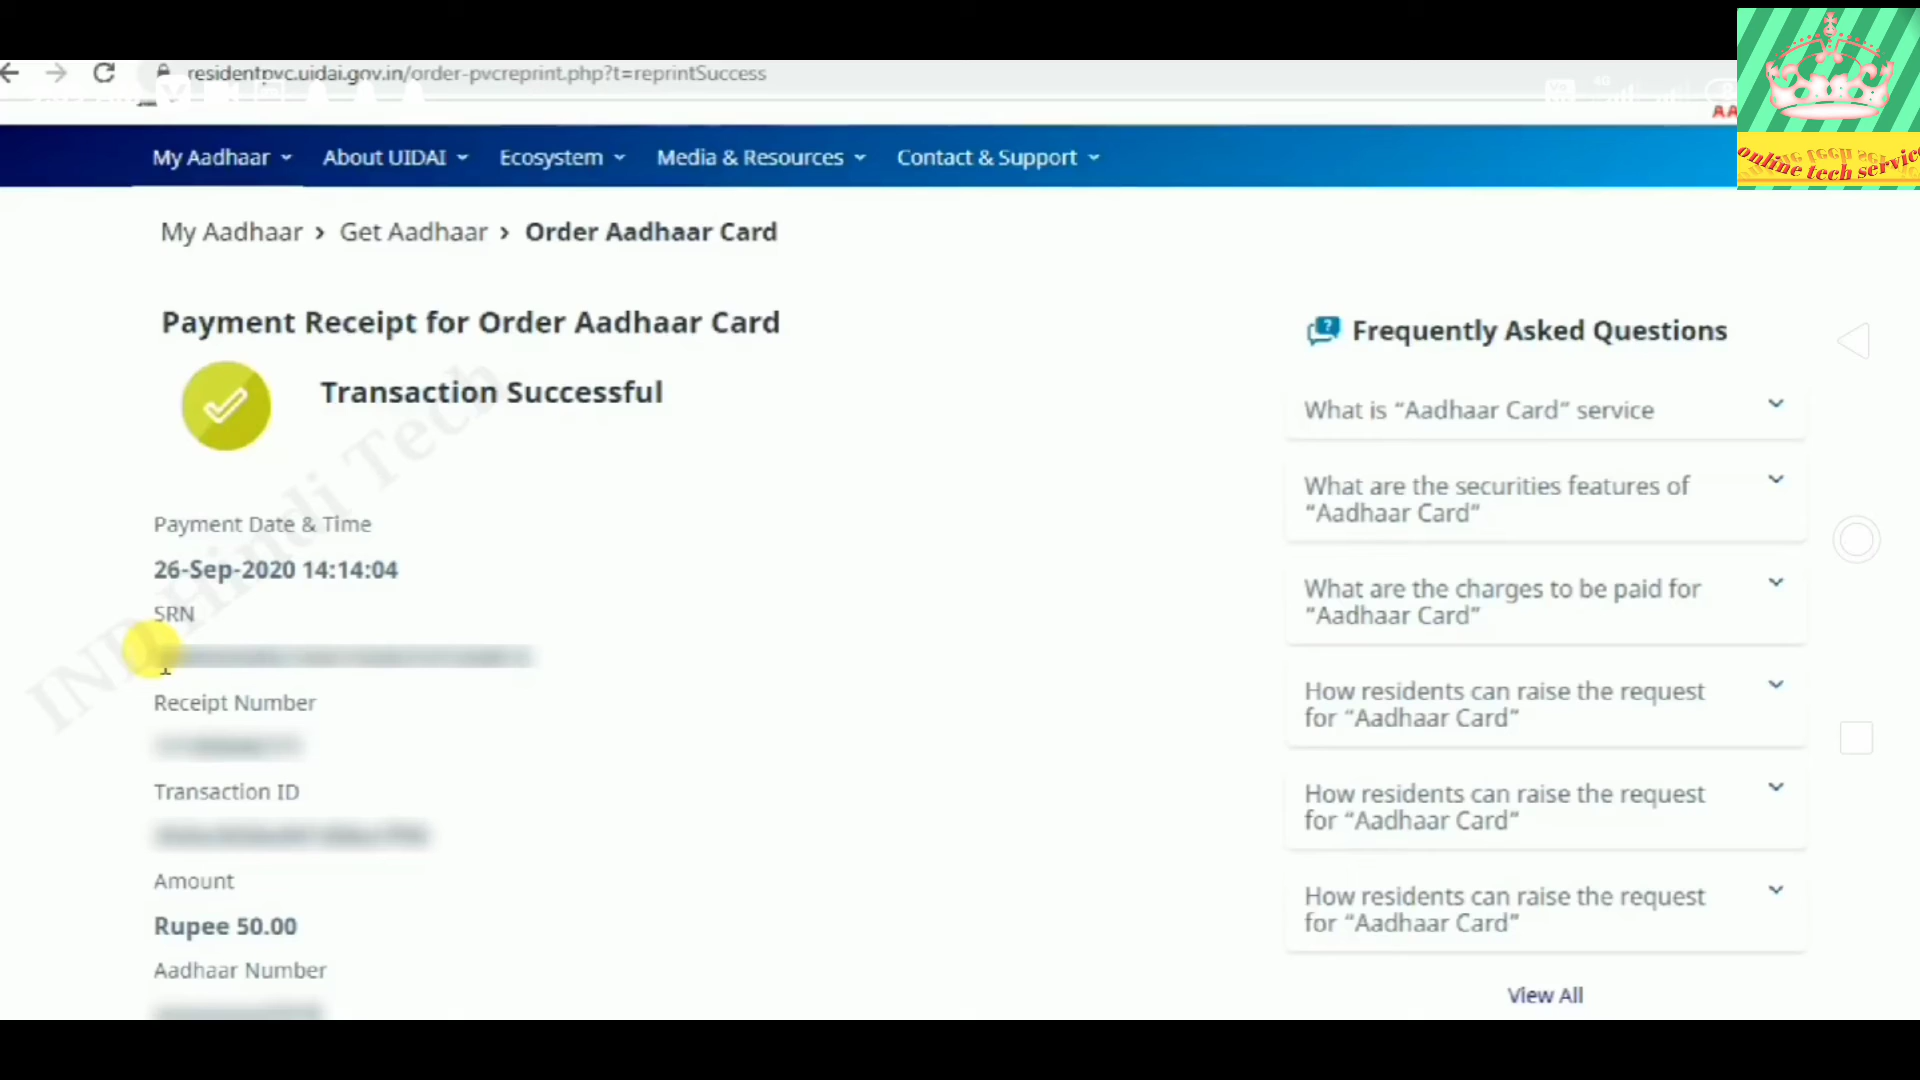 residentpvc.uidai.gov.in/order-pvcreprint.php?t=reprintSuccess
My Aadhaar
About UIDAI
Ecosystem
Media & Resources
Contact & Support
online tech service
My Aadhaar > Get Aadhaar > Order Aadhaar Card
Payment Receipt for Order Aadhaar Card
Transaction Successful
Payment Date & Time
26-Sep-2020 14:14:04
SRN
Receipt Number
Transaction ID
Amount
Rupee 50.00
Aadhaar Number
IND Hindi Tech
Frequently Asked Questions
What is “Aadhaar Card” service
What are the securities features of
“Aadhaar Card”
What are the charges to be paid for
“Aadhaar Card”
How residents can raise the request
for “Aadhaar Card”
How residents can raise the request
for “Aadhaar Card”
How residents can raise the request
for “Aadhaar Card”
View All